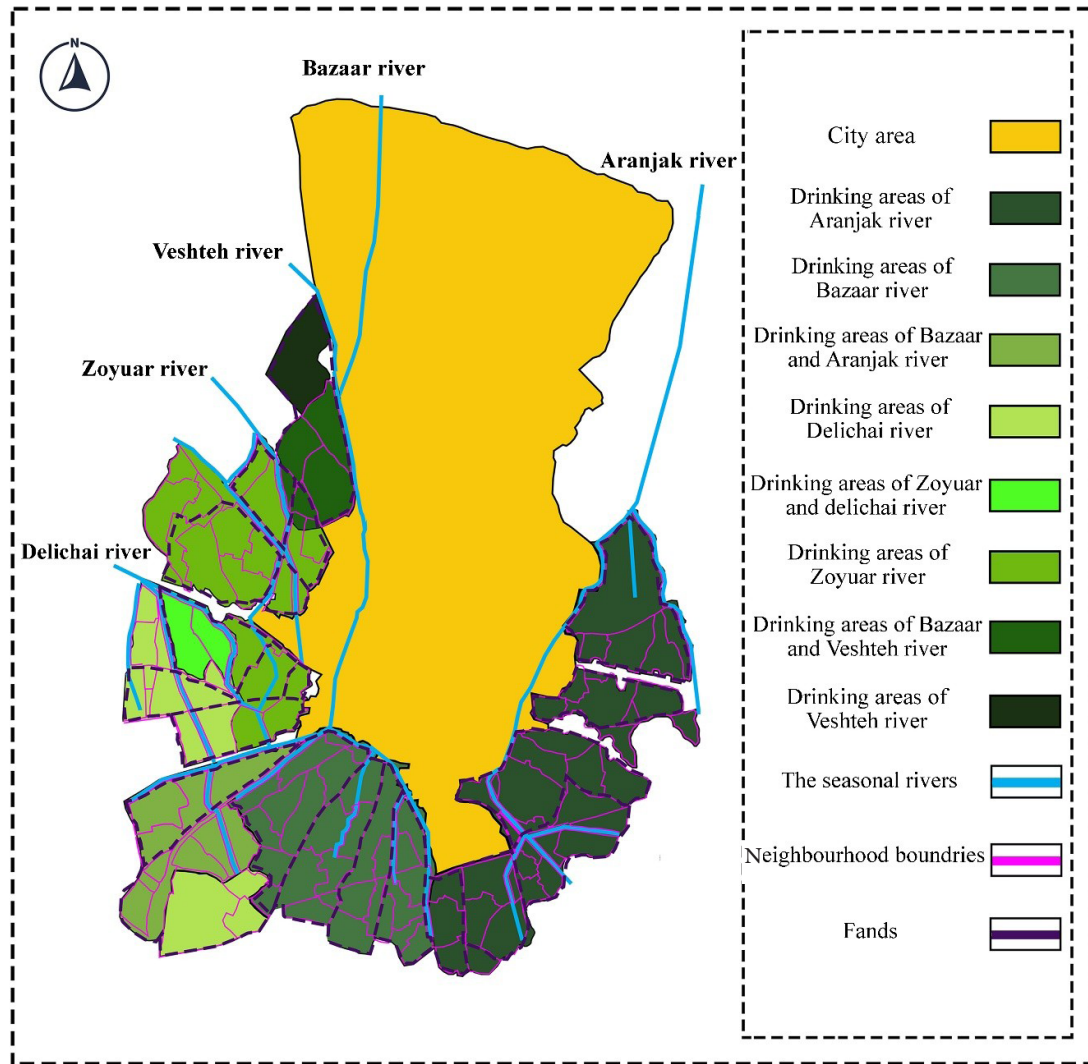 N
Bazaar river
Aranjak river
Veshteh river
Zoyuar river
Delichai river
City area
Drinking areas of
Aranjak river
Drinking areas of
Bazaar river
Drinking areas of Bazaar
and Aranjak river
Drinking areas of
Delichai river
Drinking areas of Zoyuar
and delichai river
Drinking areas of
Zoyuar river
Drinking areas of Bazaar
and Veshteh river
Drinking areas of
Veshteh river
The seasonal rivers
Neighbourhood boundries
Fands